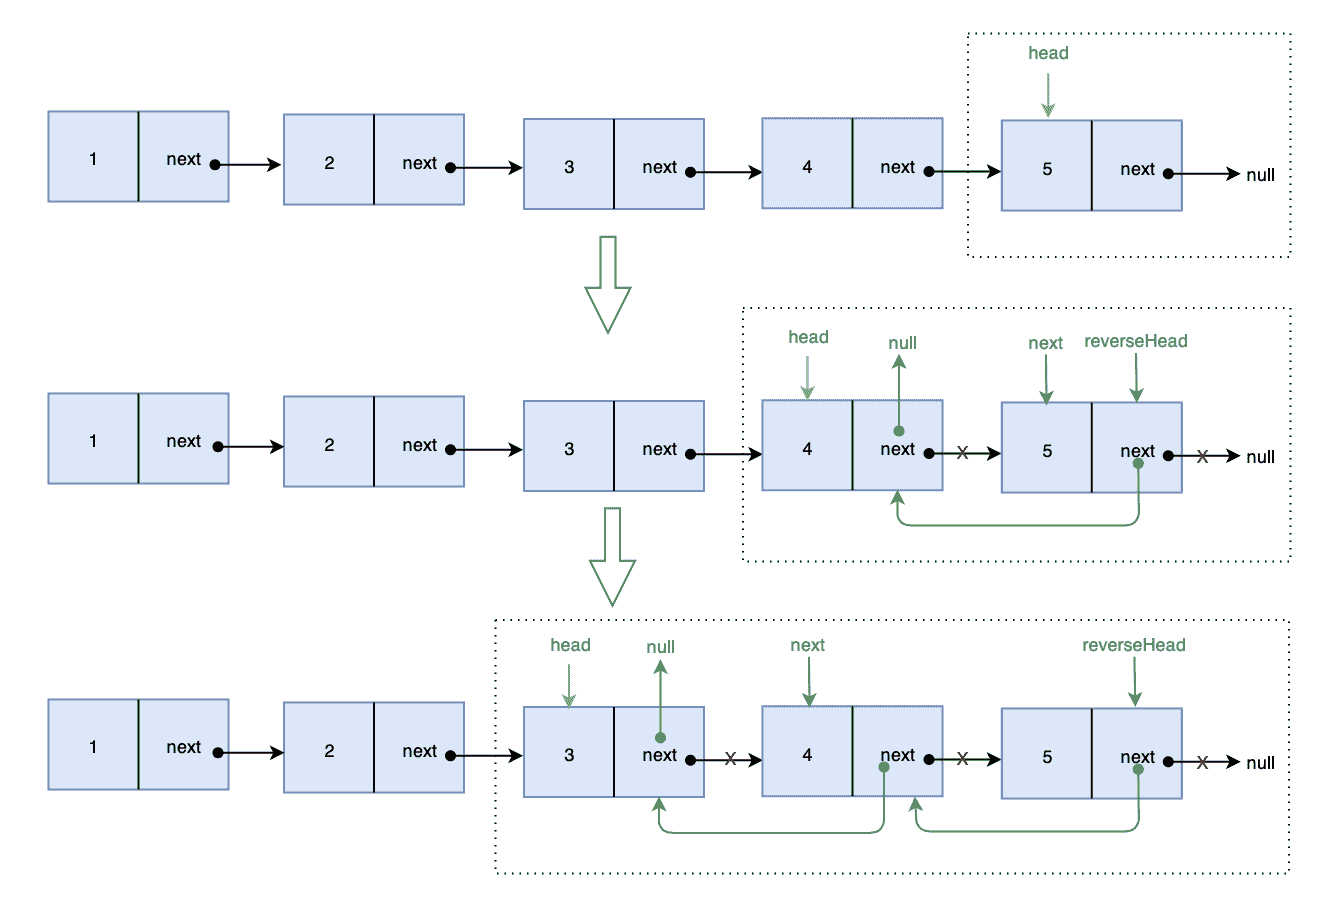 head
1 next 2 next 3 next 4 next 5 next null
head null next reverseHead
1 next 2 next 3 next 4 next X 5 next X null
head null next reverseHead
1 next 2 next 3 next X 4 next X 5 next X null